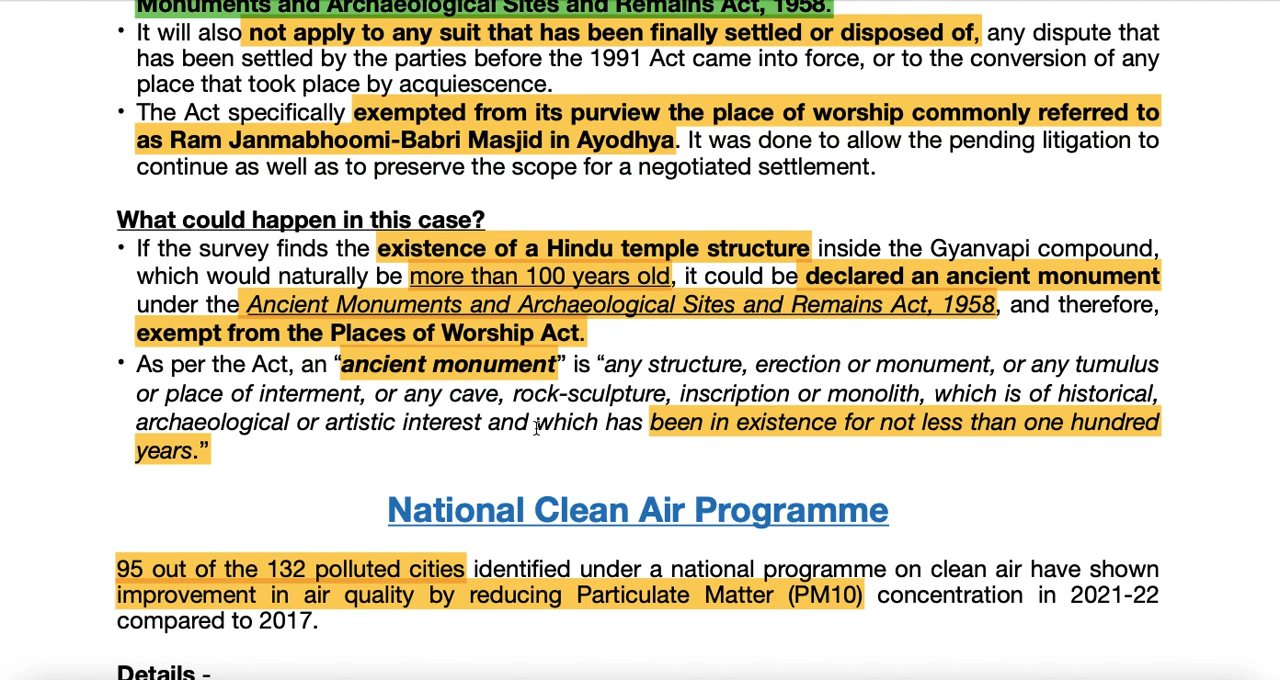 Monuments and Archaeological Sites and Remains Act, 1958.
• It will also not apply to any suit that has been finally settled or disposed of, any dispute that
has been settled by the parties before the 1991 Act came into force, or to the conversion of any
place that took place by acquiescence.
• The Act specifically exempted from its purview the place of worship commonly referred to
as Ram Janmabhoomi-Babri Masjid in Ayodhya. It was done to allow the pending litigation to
continue as well as to preserve the scope for a negotiated settlement.
What could happen in this case?
• If the survey finds the existence of a Hindu temple structure inside the Gyanvapi compound,
which would naturally be more than 100 years old, it could be declared an ancient monument
under the Ancient Monuments and Archaeological Sites and Remains Act, 1958, and therefore,
exempt from the Places of Worship Act.
• As per the Act, an “ancient monument” is “any structure, erection or monument, or any tumulus
or place of interment, or any cave, rock-sculpture, inscription or monolith, which is of historical,
archaeological or artistic interest and which has been in existence for not less than one hundred
years.”
National Clean Air Programme
95 out of the 132 polluted cities identified under a national programme on clean air have shown
improvement in air quality by reducing Particulate Matter (PM10) concentration in 2021-22
compared to 2017.
Details -